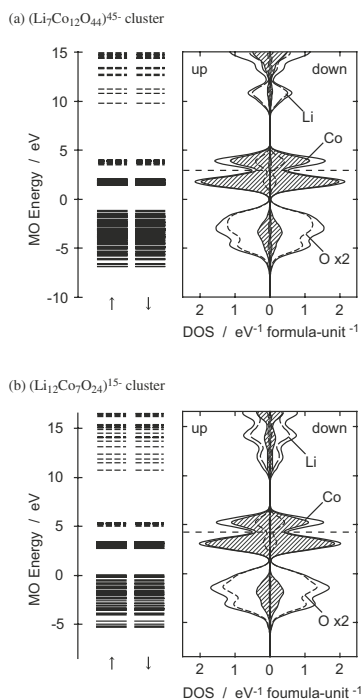 (a) (Li7Co12O44)45- cluster
15
10
5
0
-5
-10
MO Energy / eV
↑ ↓
up down
Li
Co
O x2
2 1 0 1 2
DOS / eV-1 formula-unit -1
(b) (Li12Co7O24)15- cluster
15
10
5
0
-5
MO Energy / eV
↑ ↓
up down
Li
Co
O x2
2 1 0 1 2
DOS / eV-1 formula-unit -1